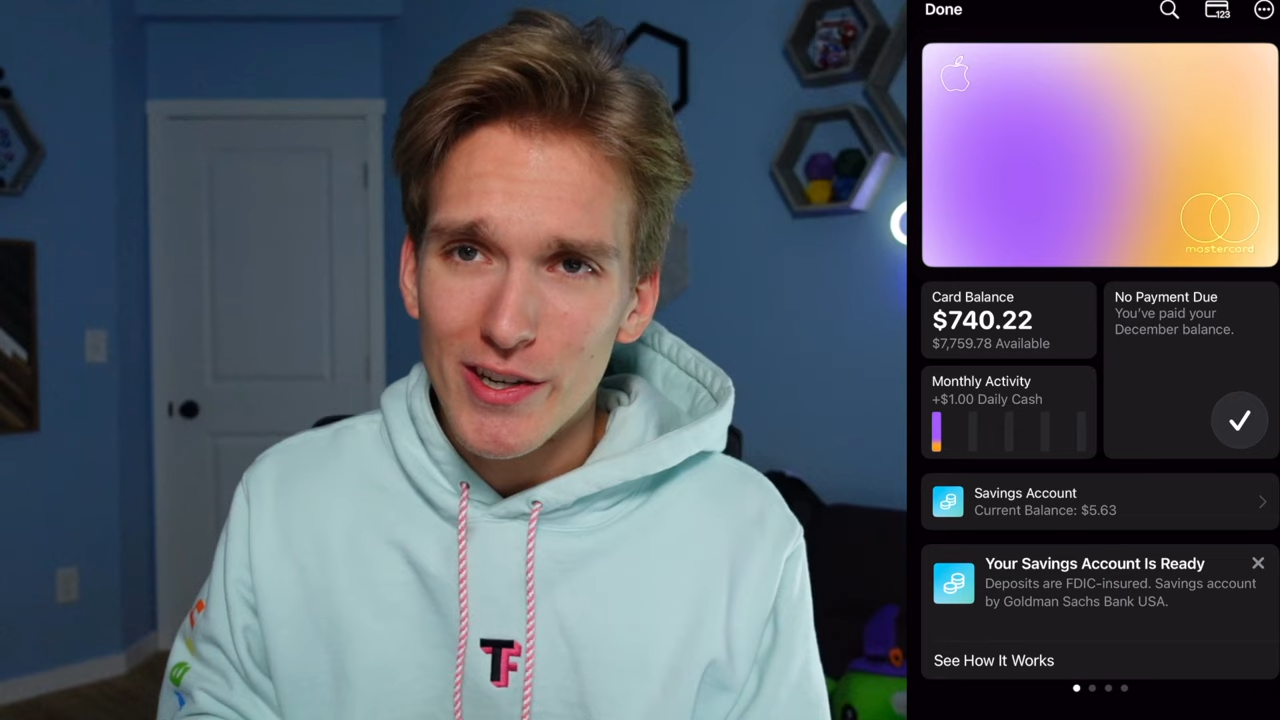 Done
123
mastercard
Card Balance
$740.22
$7,759.78 Available
No Payment Due
You've paid your
December balance.
Monthly Activity
+$1.00 Daily Cash
Savings Account
Current Balance: $5.63
Your Savings Account Is Ready
Deposits are FDIC-insured. Savings account
by Goldman Sachs Bank USA.
See How It Works
TF